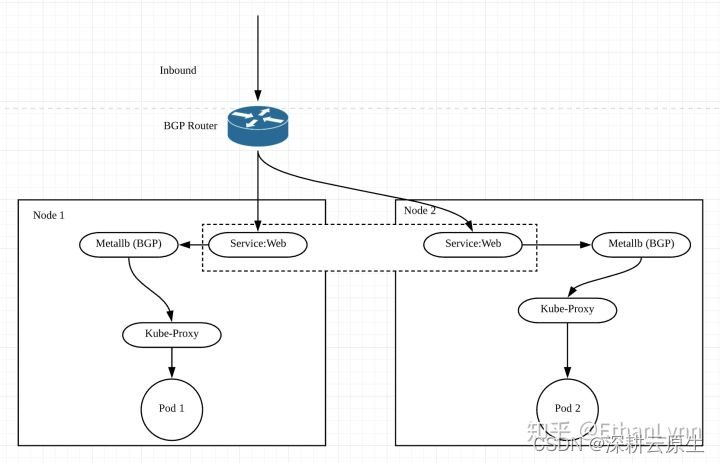 Inbound
BGP Router
Node 1
Node 2
Metallb (BGP)
Service:Web
Service:Web
Metallb (BGP)
Kube-Proxy
Kube-Proxy
Pod 1
Pod 2
知乎 @EthanLynn
CSDN @深耕云原生